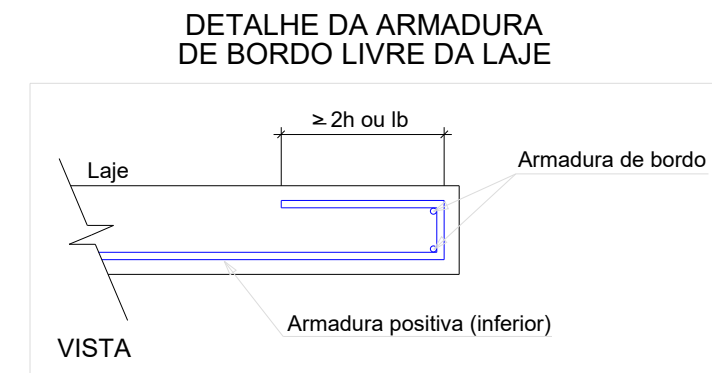 DETALHE DA ARMADURA
DE BORDO LIVRE DA LAJE
≥ 2h ou lb
Laje
Armadura de bordo
Armadura positiva (inferior)
VISTA